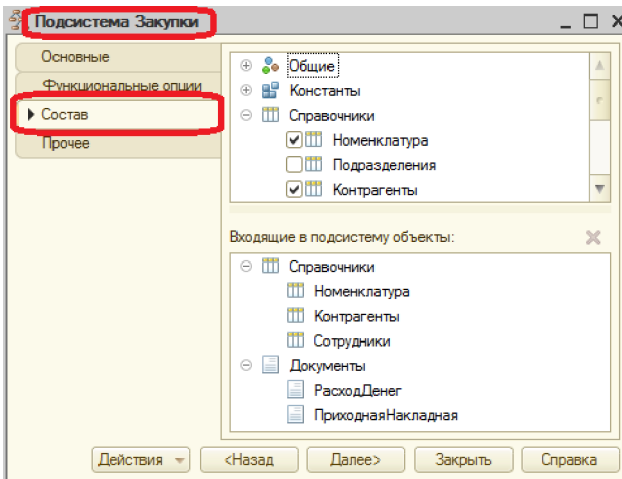 Подсистема Закупки
Основные
Функциональные опции
Состав
Прочее
Общие
Константы
Справочники
Номенклатура
Подразделения
Контрагенты
Входящие в подсистему объекты:
Справочники
Номенклатура
Контрагенты
Сотрудники
Документы
РасходДенег
ПриходнаяНакладная
Действия
<Назад
Далее>
Закрыть
Справка